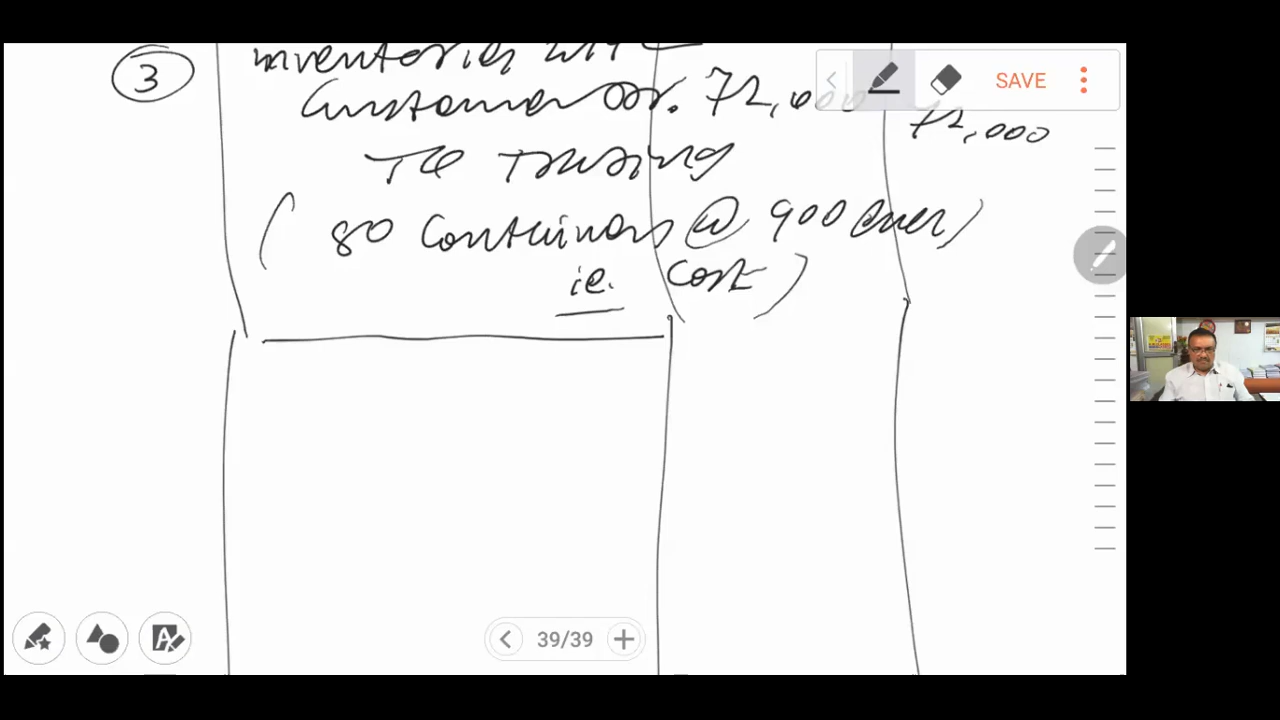 3
inventories with
Customer Dr. 72,000
72,000
To Trading
( 80 Containers @ 900 each
ie. cost )
SAVE
39/39